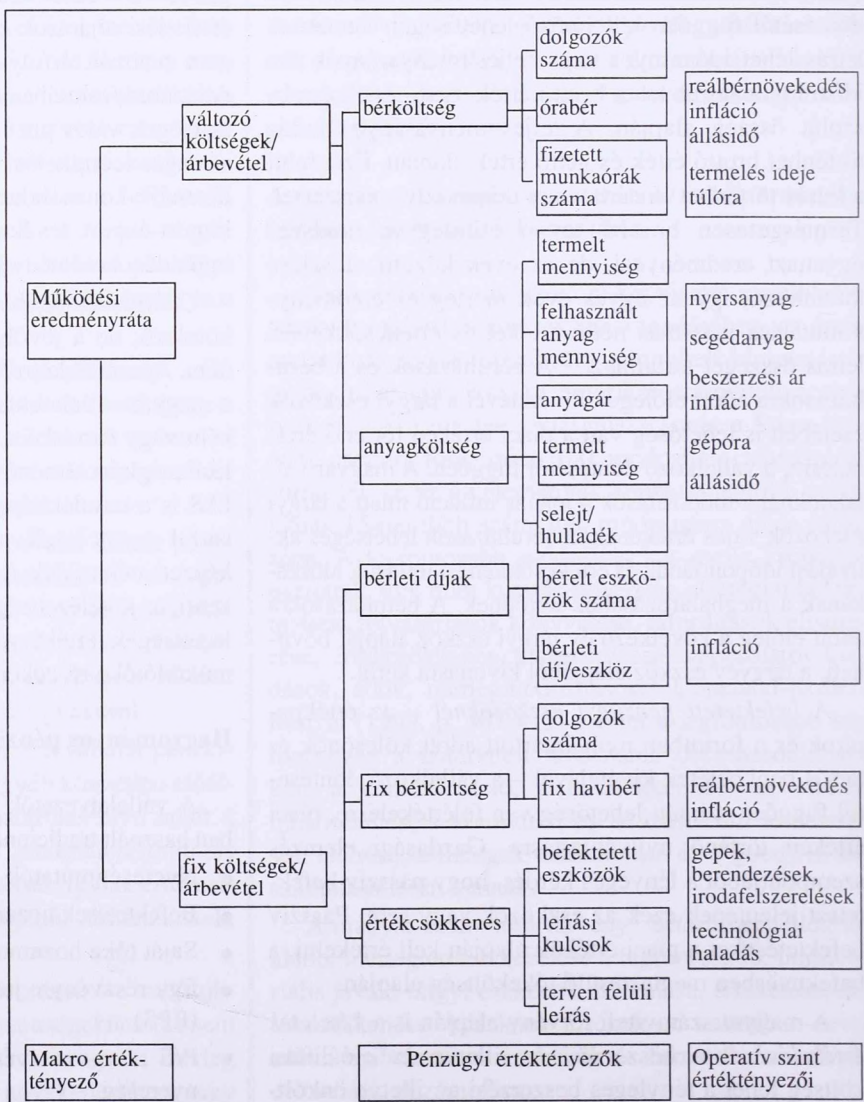 dolgozók
száma
változó
költségek/
árbevétel
bérköltség
órabér
fizetett
munkaórák
száma
reálbérnövekedés
infláció
állásidő
termelés ideje
túlóra
termelt
mennyiség
Működési
eredményráta
felhasznált
anyag
mennyiség
nyersanyag
segédanyag
beszerzési ár
infláció
gépóra
állásidő
anyagár
anyagköltség
termelt
mennyiség
selejt/
hulladék
bérleti díjak
bérelt eszkö-
zök száma
bérleti
díj/eszköz
infláció
dolgozók
száma
fix bérköltség
fix havibér
reálbérnövekedés
infláció
fix költségek/
árbevétel
befektetett
eszközök
gépek,
berendezések,
irodafelszerelések
technológiai
haladás
értékcsökkenés
leírási
kulcsok
terven felüli
leírás
Makro érték-
tényező
Pénzügyi értéktényezők
Operatív szint
értéktényezői